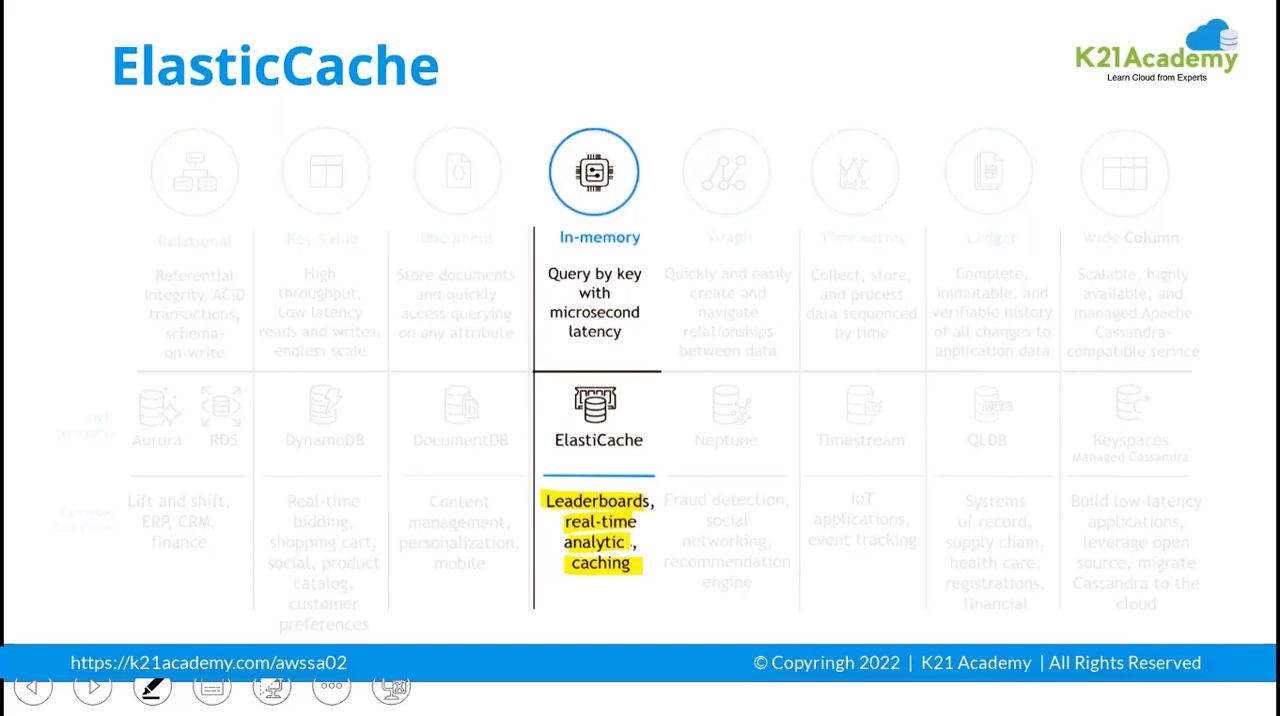 ElasticCache
K21Academy
Learn Cloud from Experts
Relational
Referential
integrity, ACID
transactions,
schema-
on-write
Key-value
High
throughput,
Low latency
reads and writes,
endless scale
Document
Store documents
and quickly
access querying
on any attribute
In-memory
Query by key
with
microsecond
latency
Graph
Quickly and easily
create and
navigate
relationships
between data
Time-series
Collect, store,
and process
data sequenced
by time
Ledger
Complete,
immutable, and
verifiable history
of all changes to
application data
Wide Column
Scalable, highly
available, and
managed Apache
Cassandra-
compatible service
Aurora
RDS
DynamoDB
DocumentDB
ElastiCache
Neptune
Timestream
QLDB
Keyspaces
Managed Cassandra
Lift and shift,
ERP, CRM,
finance
Real-time
bidding,
shopping cart,
social, product
catalog,
customer
preferences
Content
management,
personalization,
mobile
Leaderboards,
real-time
analytic ,
caching
Fraud detection,
social
networking,
recommendation
engine
IoT
applications,
event tracking
Systems
of record,
supply chain,
health care,
registrations,
financial
Build low-latency
applications,
leverage open
source, migrate
Cassandra to the
cloud
https://k21academy.com/awssa02
© Copyringh 2022 | K21 Academy | All Rights Reserved